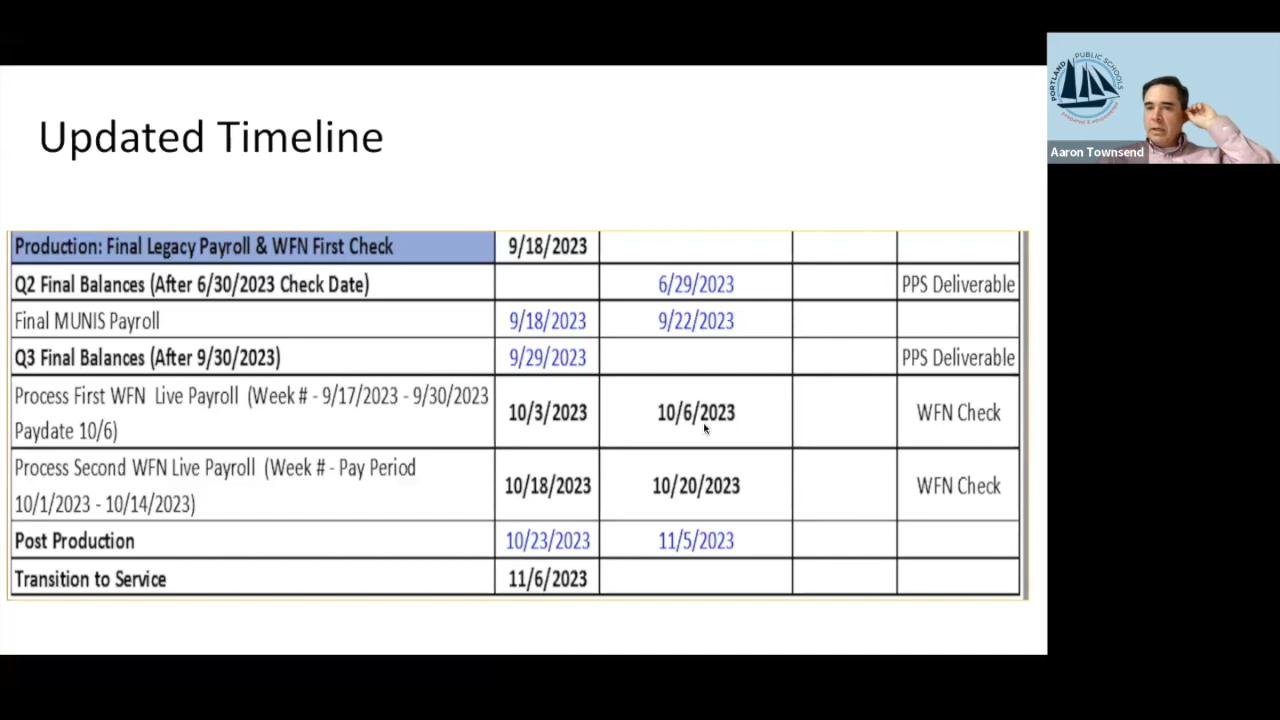 PORTLAND PUBLIC SCHOOLS
PREPARED & EMPOWERED
Aaron Townsend
Updated Timeline
Production: Final Legacy Payroll & WFN First Check 9/18/2023
Q2 Final Balances (After 6/30/2023 Check Date) 6/29/2023 PPS Deliverable
Final MUNIS Payroll 9/18/2023 9/22/2023
Q3 Final Balances (After 9/30/2023) 9/29/2023 PPS Deliverable
Process First WFN Live Payroll (Week # - 9/17/2023 - 9/30/2023
Paydate 10/6) 10/3/2023 10/6/2023 WFN Check
Process Second WFN Live Payroll (Week # - Pay Period
10/1/2023 - 10/14/2023) 10/18/2023 10/20/2023 WFN Check
Post Production 10/23/2023 11/5/2023
Transition to Service 11/6/2023